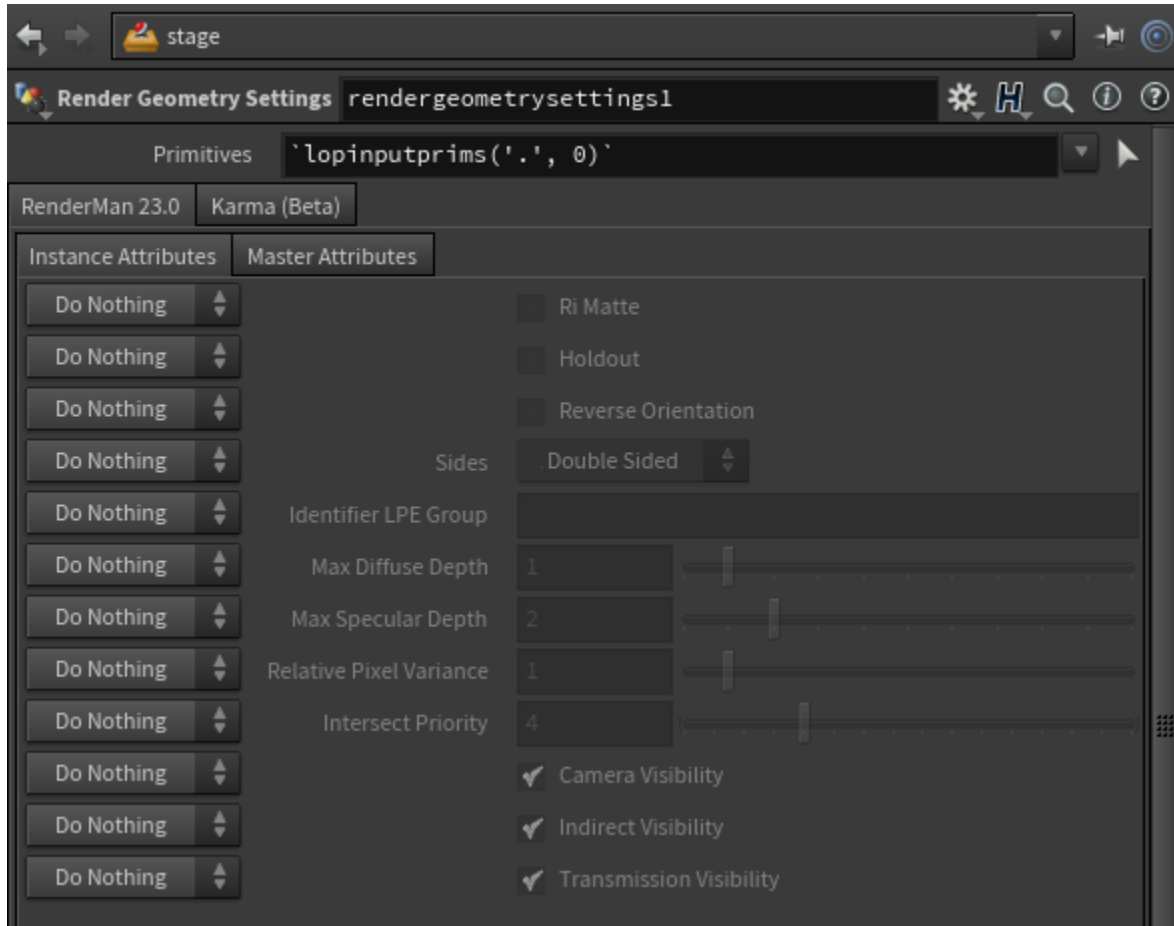 stage
Render Geometry Settings rendergeometrysettings1
Primitives `lopinputprims('.', 0)`
RenderMan 23.0 Karma (Beta)
Instance Attributes Master Attributes
Do Nothing Ri Matte
Do Nothing Holdout
Do Nothing Reverse Orientation
Do Nothing Sides Double Sided
Do Nothing Identifier LPE Group
Do Nothing Max Diffuse Depth 1
Do Nothing Max Specular Depth 2
Do Nothing Relative Pixel Variance 1
Do Nothing Intersect Priority 4
Do Nothing Camera Visibility
Do Nothing Indirect Visibility
Do Nothing Transmission Visibility